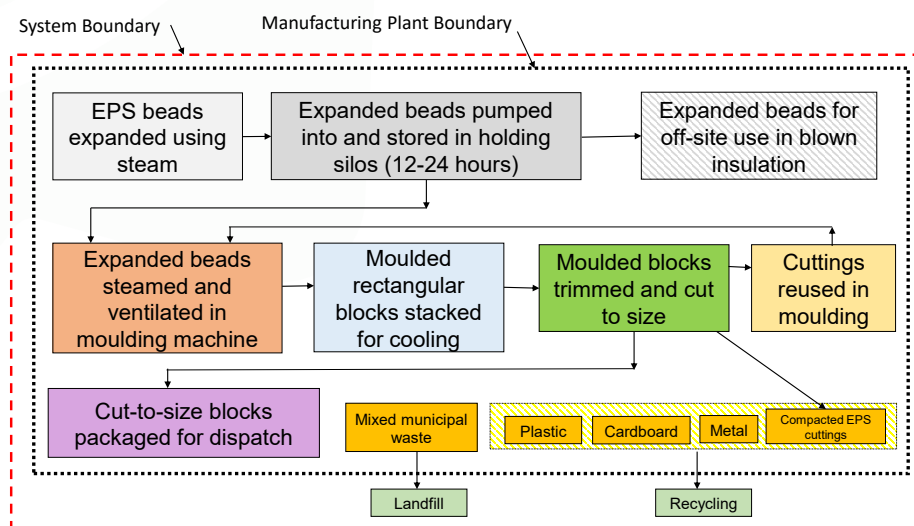 System Boundary
Manufacturing Plant Boundary
EPS beads
expanded using
steam
Expanded beads pumped
into and stored in holding
silos (12-24 hours)
Expanded beads for
off-site use in blown
insulation
Expanded beads
steamed and
ventilated in
moulding machine
Moulded
rectangular
blocks stacked
for cooling
Moulded blocks
trimmed and cut
to size
Cuttings
reused in
moulding
Cut-to-size blocks
packaged for dispatch
Mixed municipal
waste
Plastic
Cardboard
Metal
Compacted EPS
cuttings
Landfill
Recycling